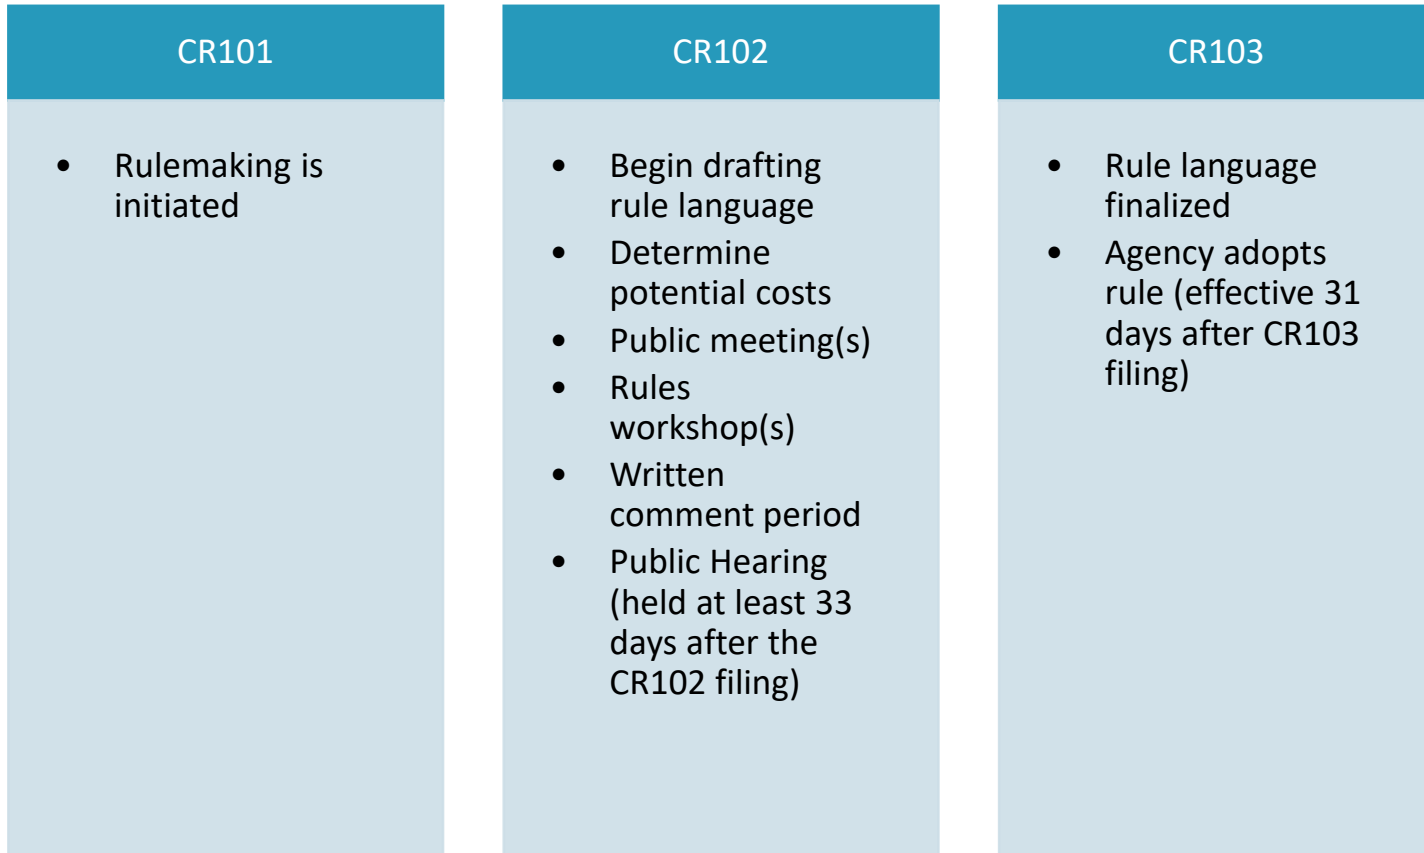 CR101
• Rulemaking is
initiated
CR102
• Begin drafting
rule language
• Determine
potential costs
• Public meeting(s)
• Rules
workshop(s)
• Written
comment period
• Public Hearing
(held at least 33
days after the
CR102 filing)
CR103
• Rule language
finalized
• Agency adopts
rule (effective 31
days after CR103
filing)